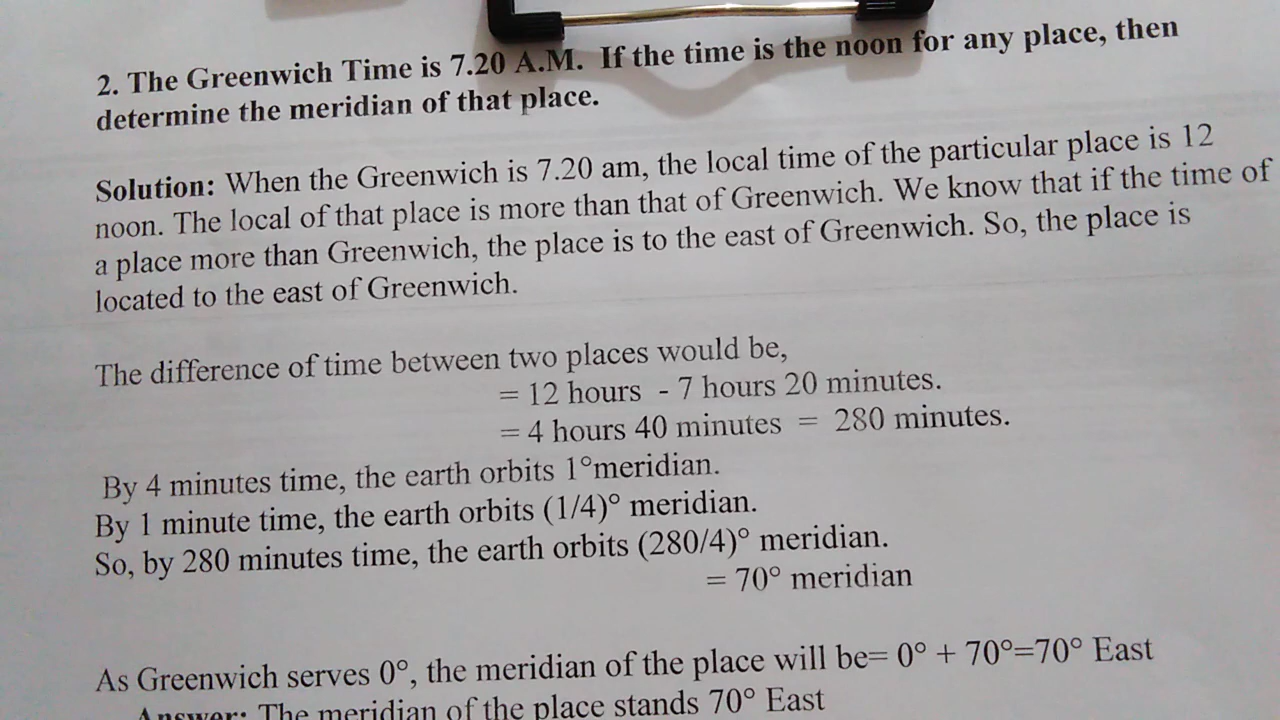 2. The Greenwich Time is 7.20 A.M. If the time is the noon for any place, then
determine the meridian of that place.
Solution: When the Greenwich is 7.20 am, the local time of the particular place is 12
noon. The local of that place is more than that of Greenwich. We know that if the time of
a place more than Greenwich, the place is to the east of Greenwich. So, the place is
located to the east of Greenwich.
The difference of time between two places would be,
= 12 hours - 7 hours 20 minutes.
= 4 hours 40 minutes = 280 minutes.
By 4 minutes time, the earth orbits 1°meridian.
By 1 minute time, the earth orbits (1/4)° meridian.
So, by 280 minutes time, the earth orbits (280/4)° meridian.
= 70° meridian
As Greenwich serves 0°, the meridian of the place will be= 0° + 70°=70° East
Answer: The meridian of the place stands 70° East